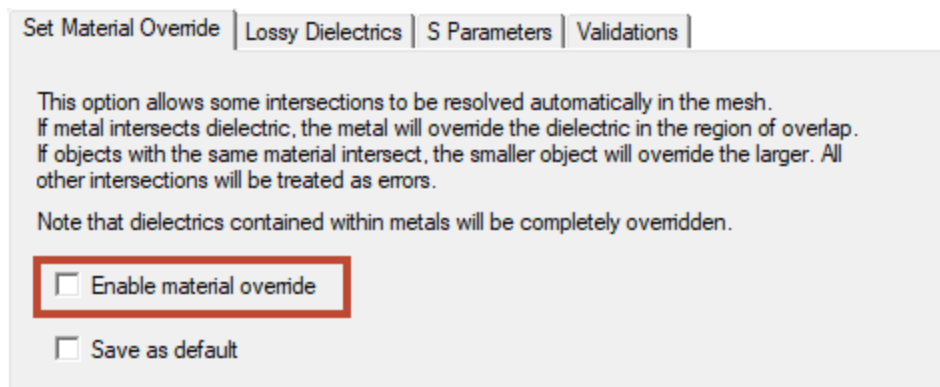 Set Material Override Lossy Dielectrics S Parameters Validations
This option allows some intersections to be resolved automatically in the mesh.
If metal intersects dielectric, the metal will override the dielectric in the region of overlap.
If objects with the same material intersect, the smaller object will override the larger. All
other intersections will be treated as errors.
Note that dielectrics contained within metals will be completely overridden.
Enable material override
Save as default